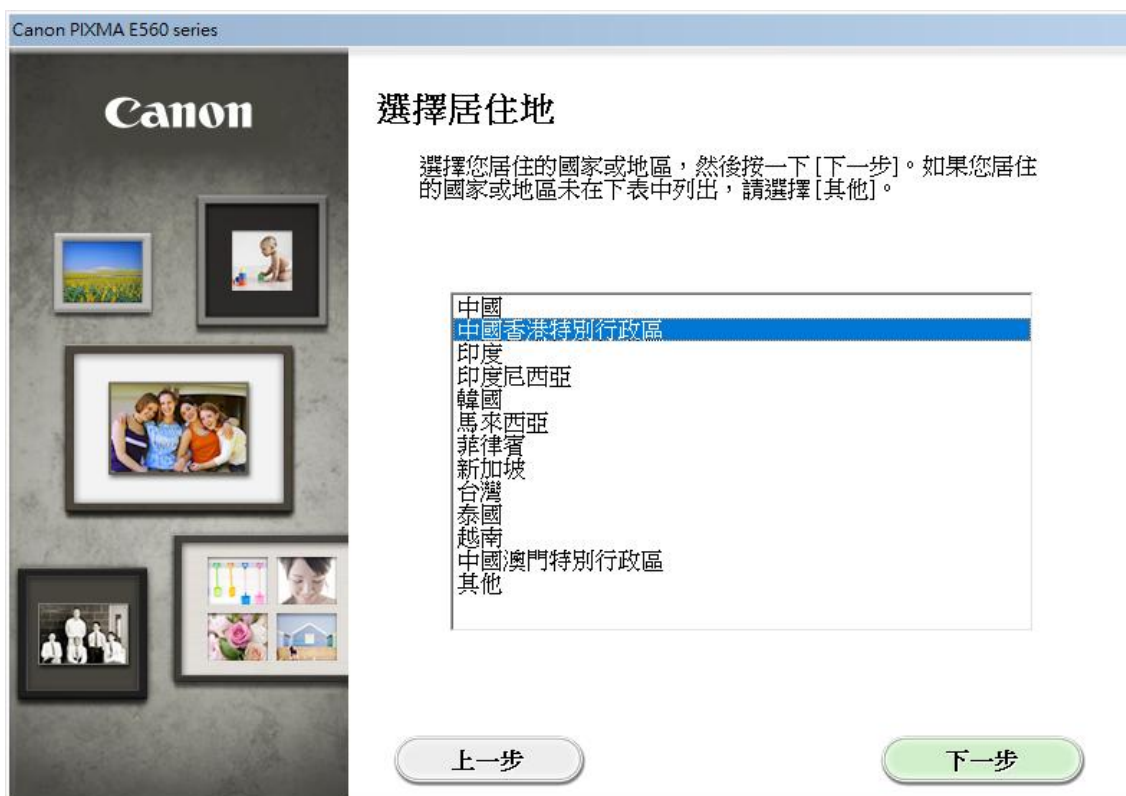 Canon PIXMA E560 series
Canon
選擇居住地
選擇您居住的國家或地區，然後按一下 [下一步]。如果您居住
的國家或地區未在下表中列出，請選擇 [其他]。
中國
中國香港特別行政區
印度
印度尼西亞
韓國
馬來西亞
菲律賓
新加坡
台灣
泰國
越南
中國澳門特別行政區
其他
上一步
下一步